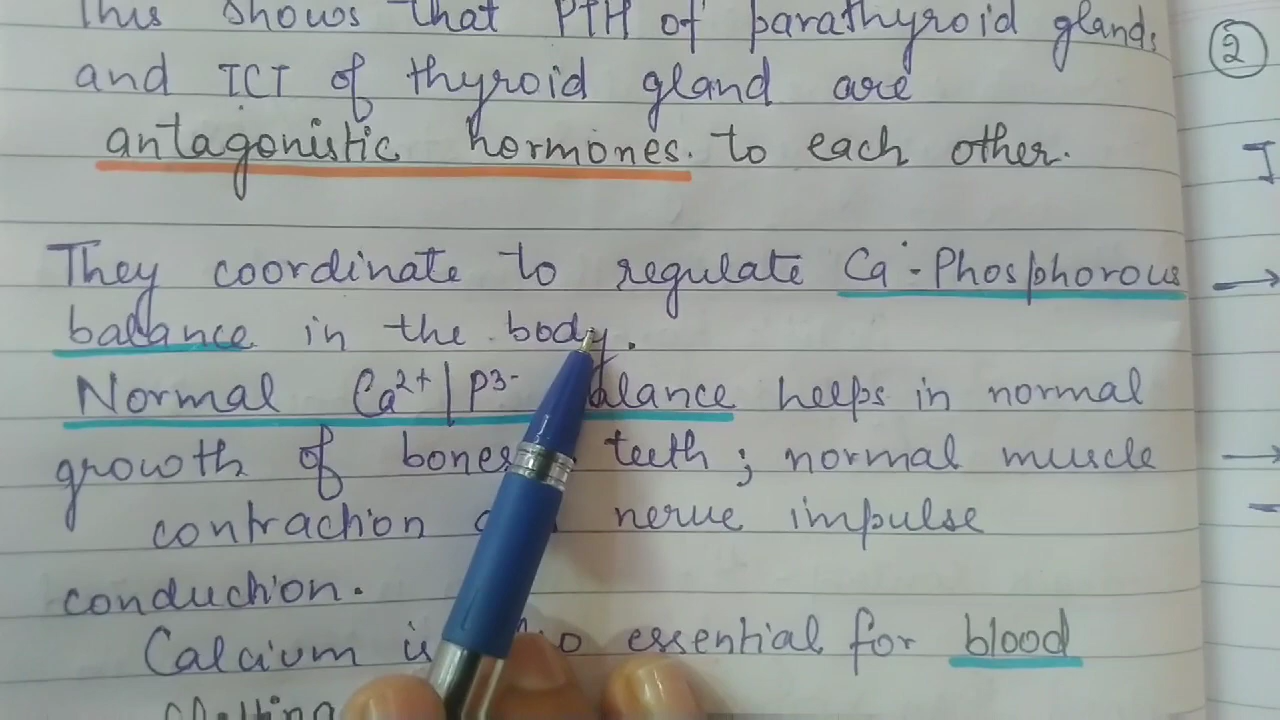 This shows that PTH of parathyroid glands
and TCT of thyroid gland are
antagonistic hormones. to each other.
They coordinate to regulate Ca - Phosphorous
balance in the body.
Normal Ca²⁺|P³⁻ balance helps in normal
growth of bones teeth ; normal muscle
contraction nerve impulse
conduction.
Calcium is essential for blood
clotting
2